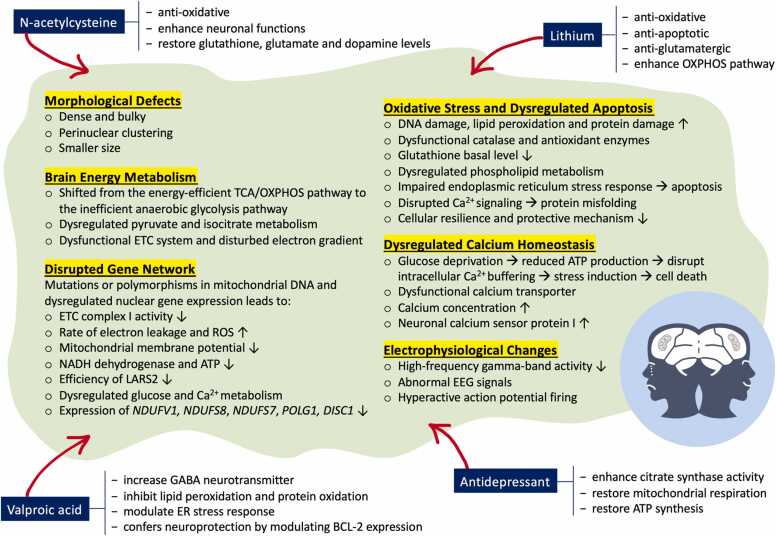 N-acetylcysteine
– anti-oxidative
– enhance neuronal functions
– restore glutathione, glutamate and dopamine levels
Lithium
– anti-oxidative
– anti-apoptotic
– anti-glutamatergic
– enhance OXPHOS pathway
Morphological Defects
o Dense and bulky
o Perinuclear clustering
o Smaller size
Brain Energy Metabolism
o Shifted from the energy-efficient TCA/OXPHOS pathway to
the inefficient anaerobic glycolysis pathway
o Dysregulated pyruvate and isocitrate metabolism
o Dysfunctional ETC system and disturbed electron gradient
Disrupted Gene Network
Mutations or polymorphisms in mitochondrial DNA and
dysregulated nuclear gene expression leads to:
o ETC complex I activity ↓
o Rate of electron leakage and ROS ↑
o Mitochondrial membrane potential ↓
o NADH dehydrogenase and ATP ↓
o Efficiency of LARS2 ↓
o Dysregulated glucose and Ca²⁺ metabolism
o Expression of NDUFV1, NDUFS8, NDUFS7, POLG1, DISC1 ↓
Oxidative Stress and Dysregulated Apoptosis
o DNA damage, lipid peroxidation and protein damage ↑
o Dysfunctional catalase and antioxidant enzymes
o Glutathione basal level ↓
o Dysregulated phospholipid metabolism
o Impaired endoplasmic reticulum stress response → apoptosis
o Disrupted Ca²⁺ signaling → protein misfolding
o Cellular resilience and protective mechanism ↓
Dysregulated Calcium Homeostasis
o Glucose deprivation → reduced ATP production → disrupt
intracellular Ca²⁺ buffering → stress induction → cell death
o Dysfunctional calcium transporter
o Calcium concentration ↑
o Neuronal calcium sensor protein I ↑
Electrophysiological Changes
o High-frequency gamma-band activity ↓
o Abnormal EEG signals
o Hyperactive action potential firing
Valproic acid
– increase GABA neurotransmitter
– inhibit lipid peroxidation and protein oxidation
– modulate ER stress response
– confers neuroprotection by modulating BCL-2 expression
Antidepressant
– enhance citrate synthase activity
– restore mitochondrial respiration
– restore ATP synthesis